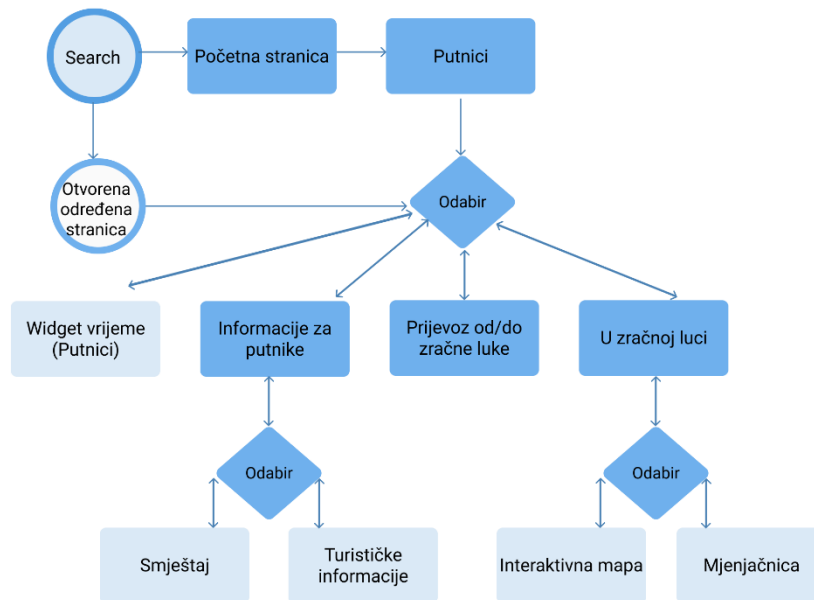 Search
Početna stranica
Putnici
Otvorena
određena
stranica
Odabir
Widget vrijeme
(Putnici)
Informacije za
putnike
Prijevoz od/do
zračne luke
U zračnoj luci
Odabir
Odabir
Smještaj
Turističke
informacije
Interaktivna mapa
Mjenjačnica